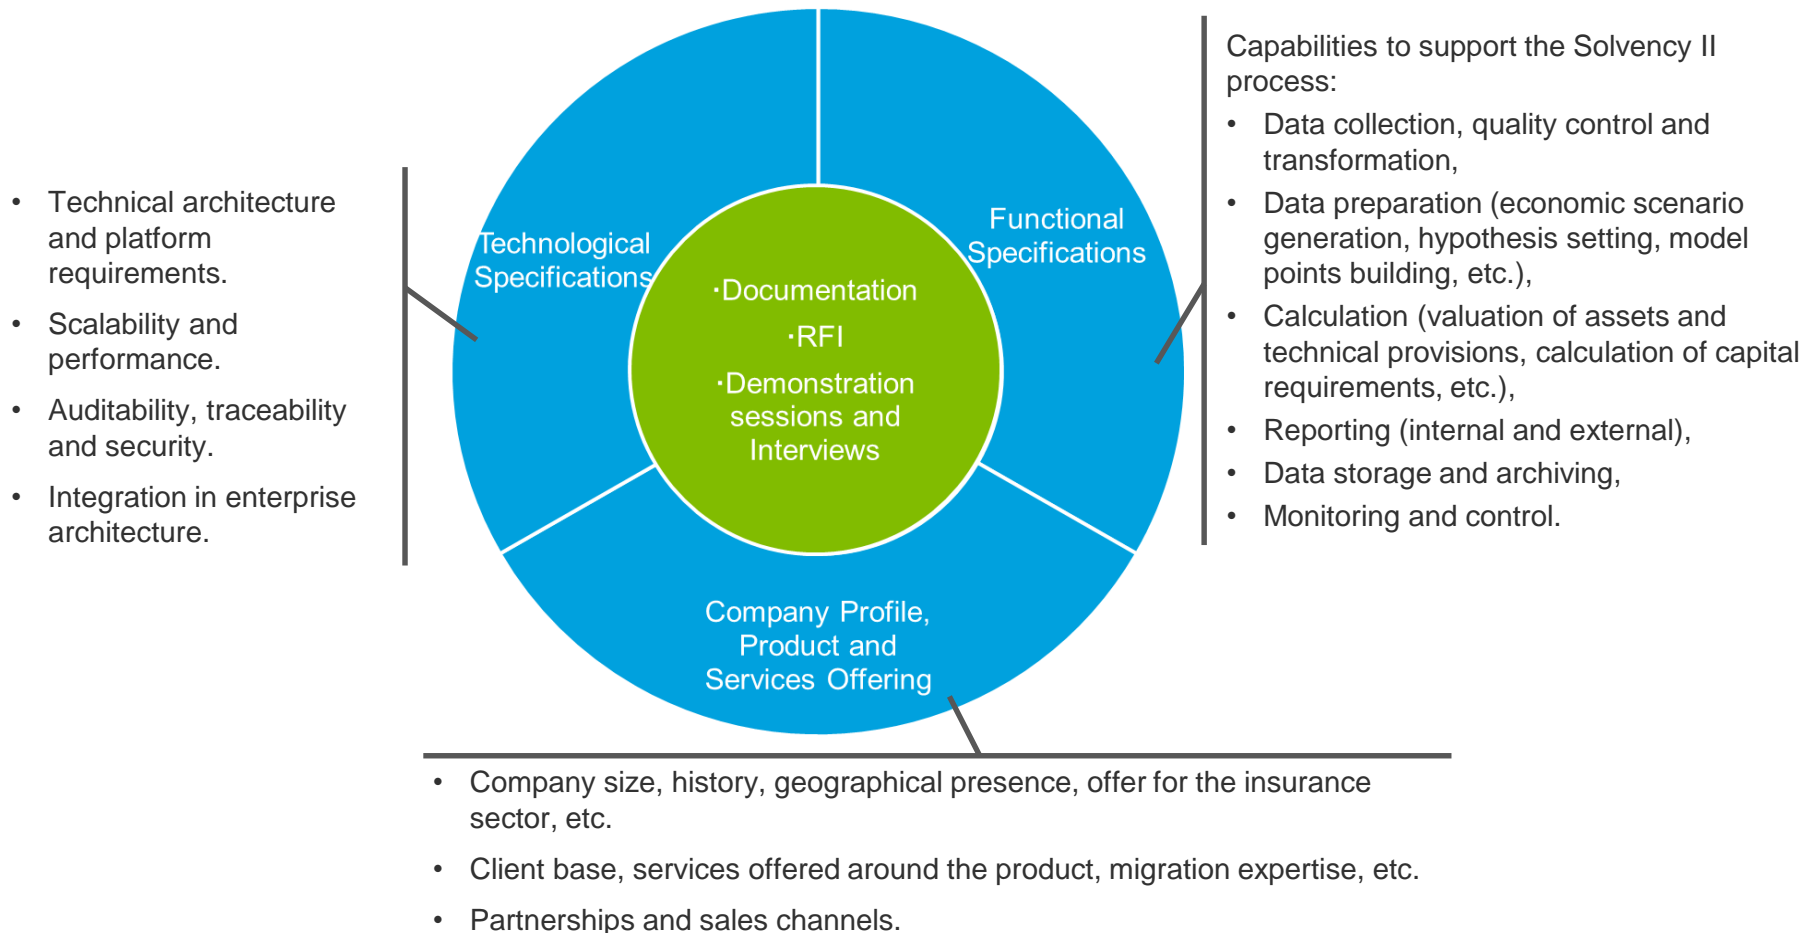 • Technical architecture
and platform
requirements.
• Scalability and
performance.
• Auditability, traceability
and security.
• Integration in enterprise
architecture.
Technological
Specifications
Functional
Specifications
·Documentation
·RFI
·Demonstration
sessions and
Interviews
Company Profile,
Product and
Services Offering
Capabilities to support the Solvency II
process:
• Data collection, quality control and
transformation,
• Data preparation (economic scenario
generation, hypothesis setting, model
points building, etc.),
• Calculation (valuation of assets and
technical provisions, calculation of capital
requirements, etc.),
• Reporting (internal and external),
• Data storage and archiving,
• Monitoring and control.
• Company size, history, geographical presence, offer for the insurance
sector, etc.
• Client base, services offered around the product, migration expertise, etc.
• Partnerships and sales channels.